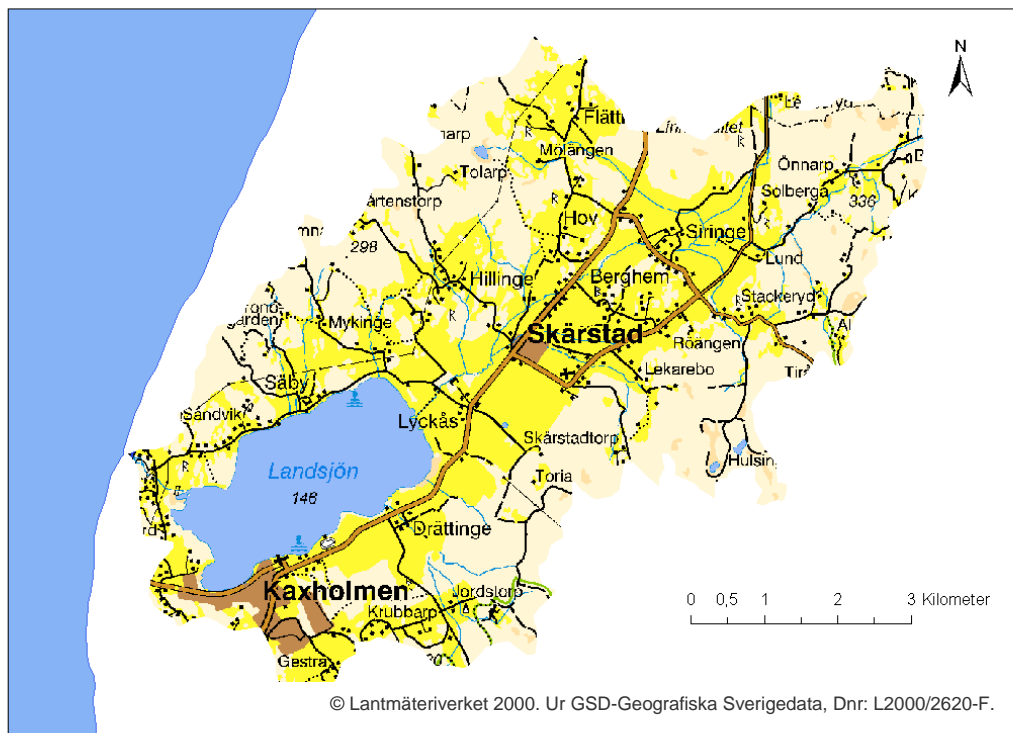 N
Flätt
Mölängen
Tolarp
Önnarp
Solberga
336
Hov
Siringe
298
Lund
Hillinge
Berghem
Stackeryd
Mykinge
Skärstad
Röängen
Al
Lekarebo
Säby
Sandvik
Lyckås
Skärstadtorp
Landsjön
146
Toria
Hulsin
Drättinge
Kaxholmen
Jordstorp
Krubbarp
Gestra
0 0,5 1 2 3 Kilometer
© Lantmäteriverket 2000. Ur GSD-Geografiska Sverigedata, Dnr: L2000/2620-F.